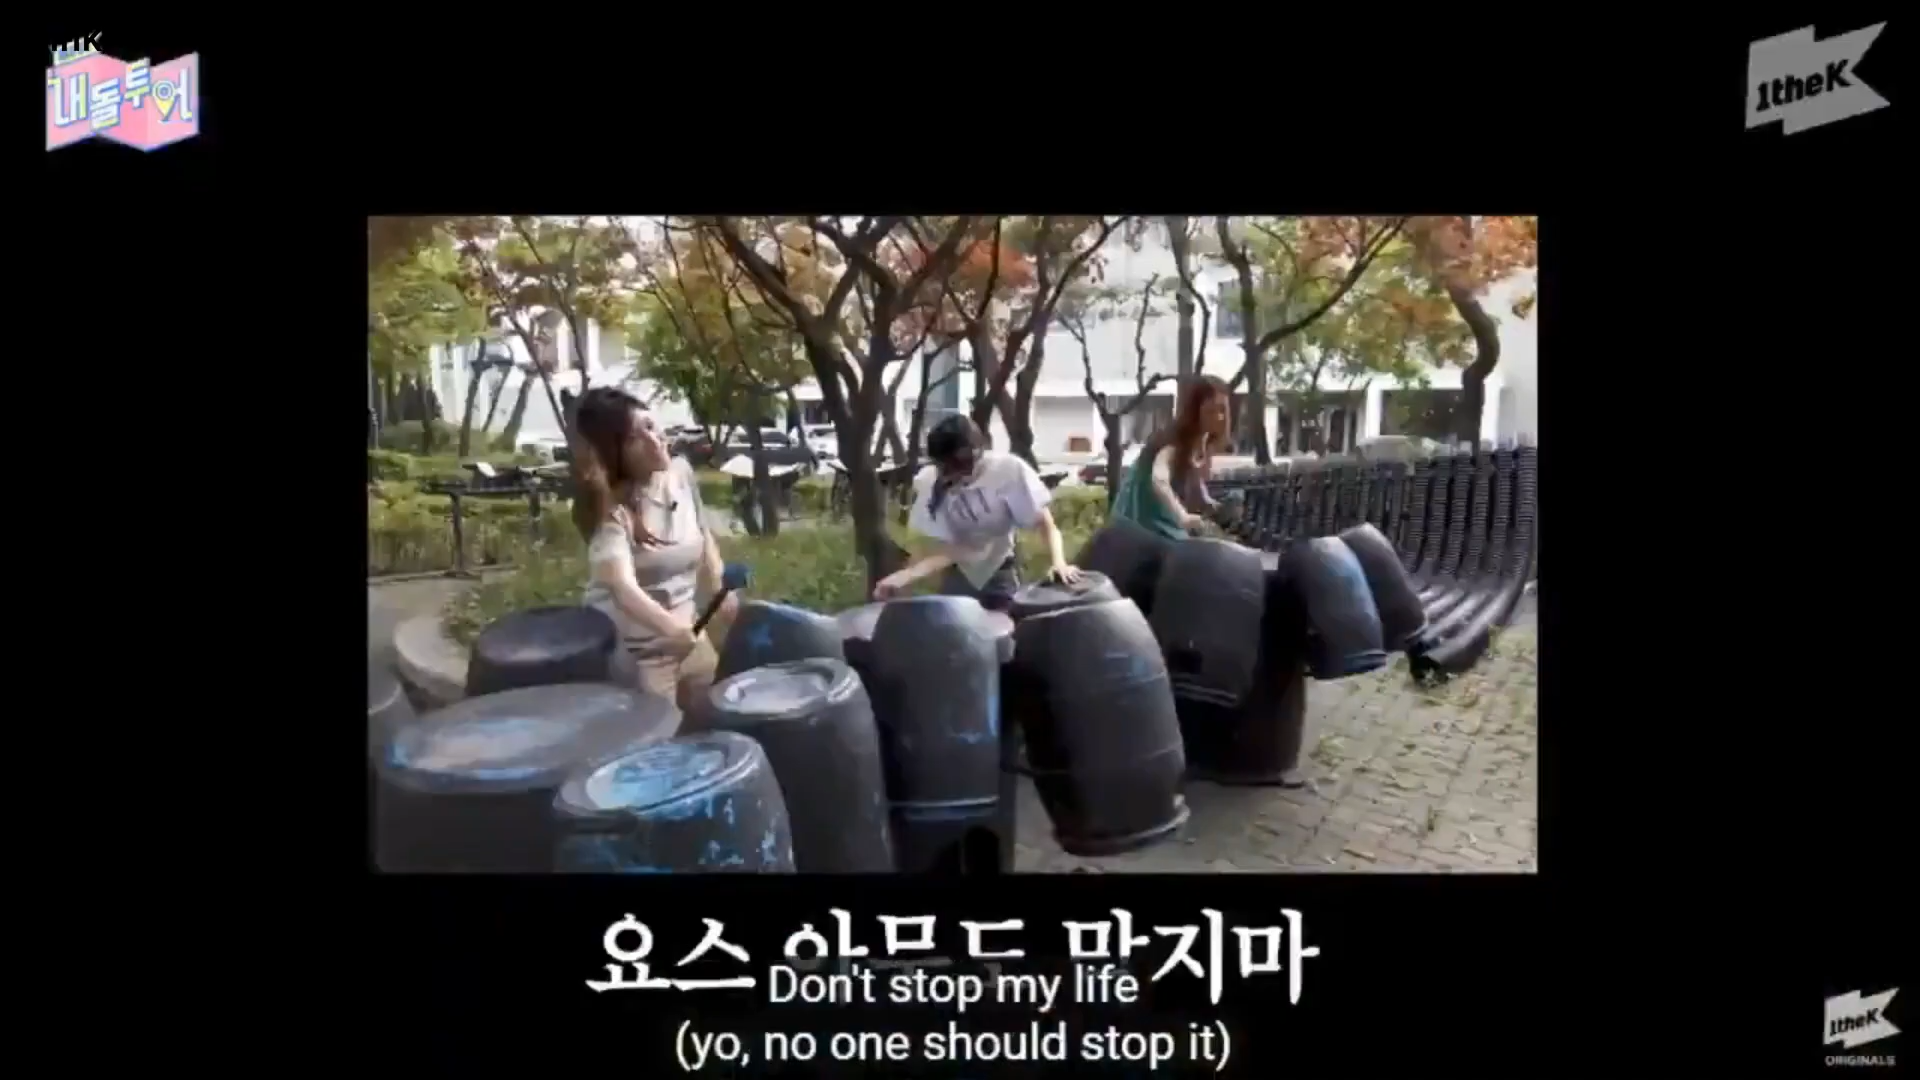 내돌투어
1theK
요스 아무도 막지마
Don't stop my life
(yo, no one should stop it)
1theK
ORIGINALS